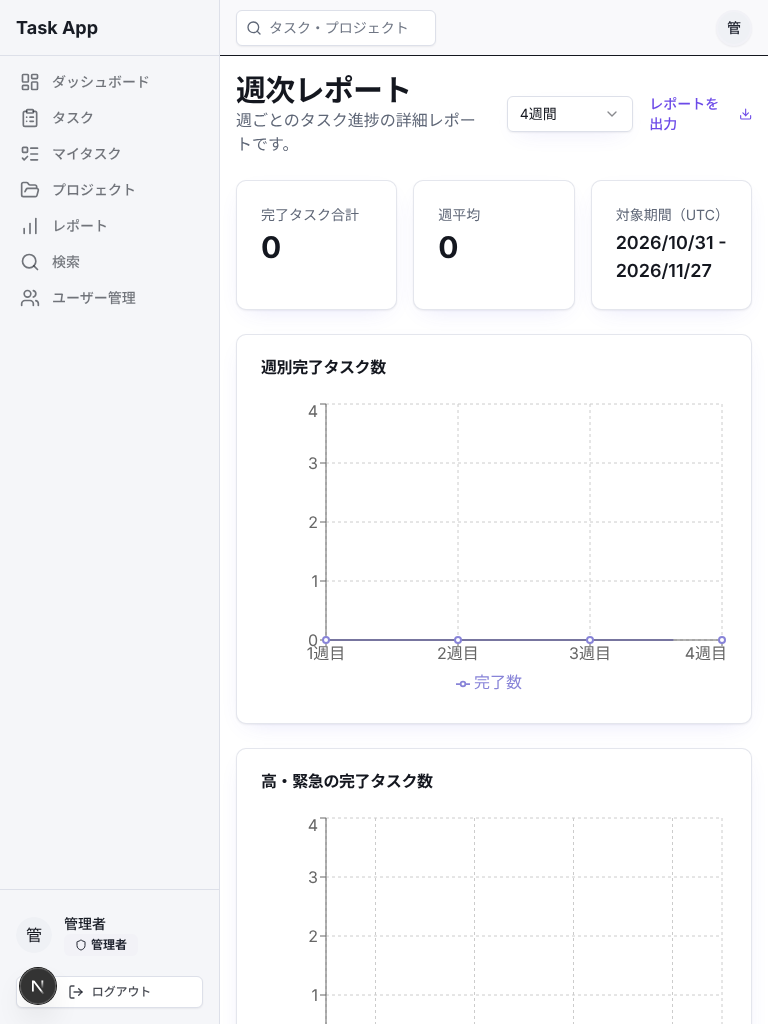 Task App
タスク・プロジェクト
管
ダッシュボード
タスク
マイタスク
プロジェクト
レポート
検索
ユーザー管理
週次レポート
週ごとのタスク進捗の詳細レポー
トです。
4週間
レポートを
出力
完了タスク合計
0
週平均
0
対象期間（UTC）
2026/10/31 -
2026/11/27
週別完了タスク数
4
3
2
1
0
1週目
2週目
3週目
4週目
完了数
高・緊急の完了タスク数
4
3
2
1
管
管理者
管理者
N
ログアウト